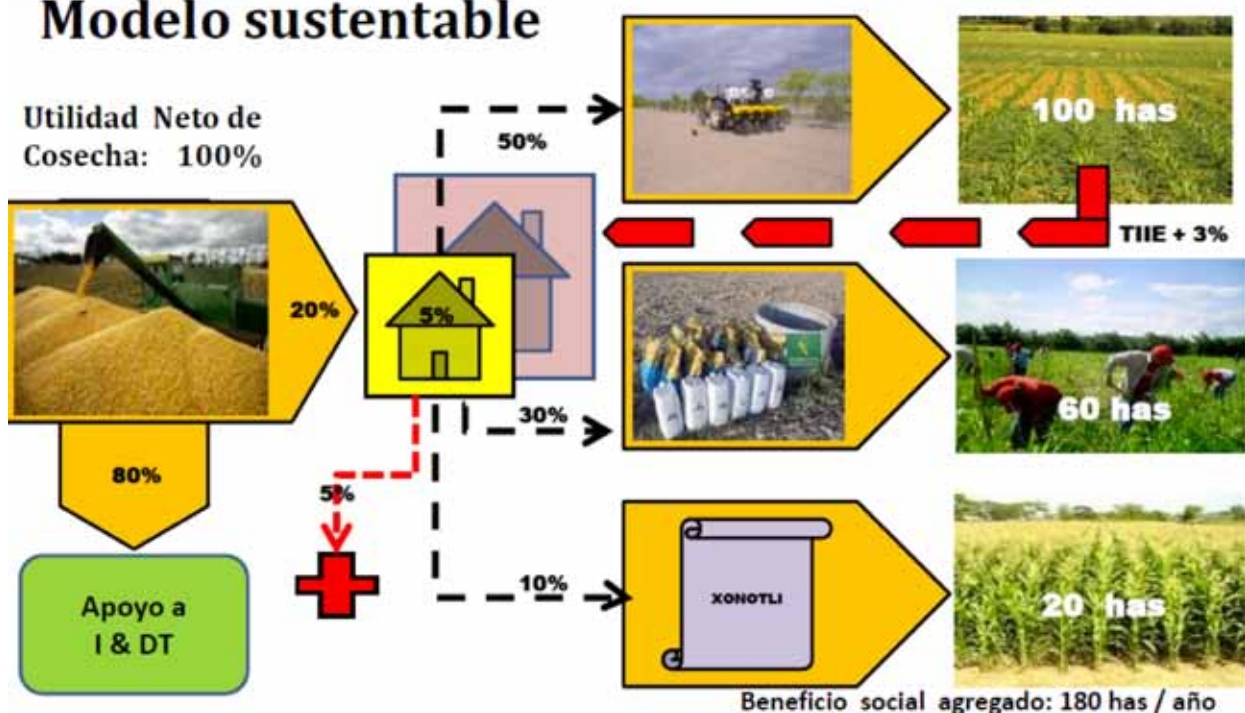 Modelo sustentable
Utilidad Neto de
Cosecha: 100%
20%
80%
Apoyo a
I & DT
5%
5%
50%
100 has
TIIE + 3%
30%
60 has
10%
XONOTLI
20 has
Beneficio social agregado: 180 has / año